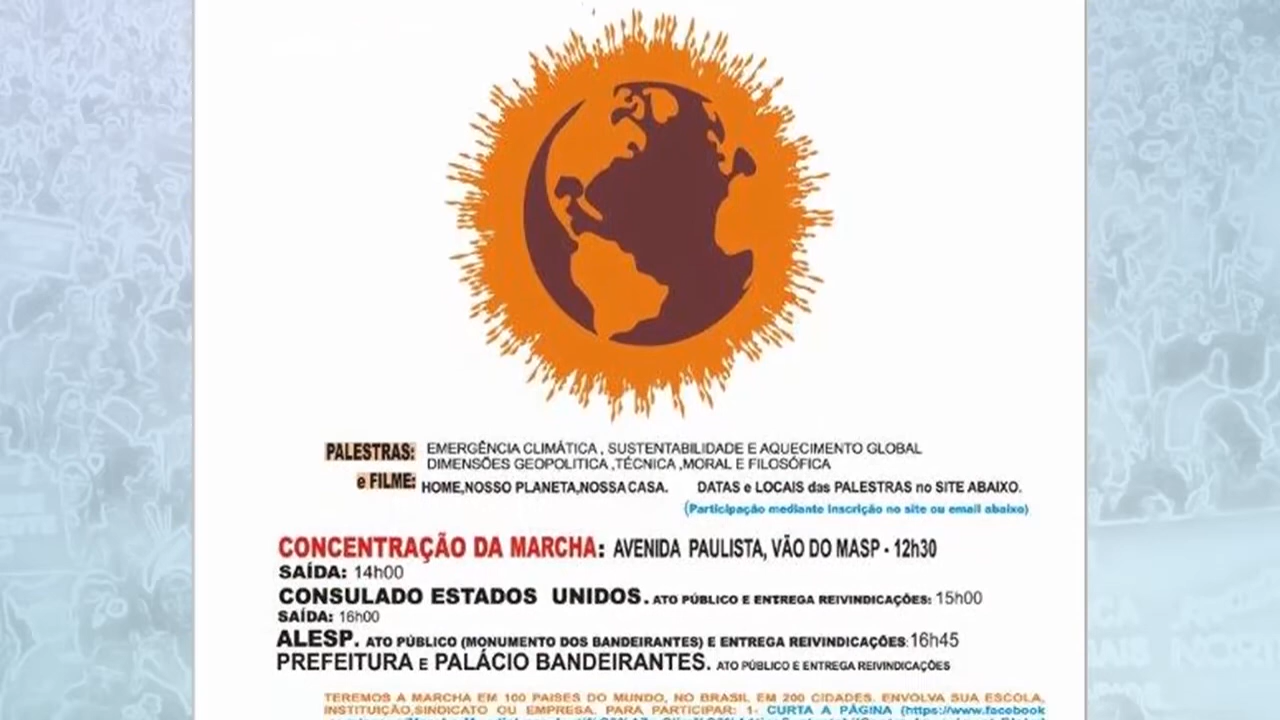 PALESTRAS: EMERGÊNCIA CLIMÁTICA , SUSTENTABILIDADE E AQUECIMENTO GLOBAL
DIMENSÕES GEOPOLITICA ,TÉCNICA ,MORAL E FILOSÓFICA
e FILME: HOME,NOSSO PLANETA,NOSSA CASA. DATAS e LOCAIS das PALESTRAS no SITE ABAIXO.
(Participação mediante inscrição no site ou email abaixo)
CONCENTRAÇÃO DA MARCHA: AVENIDA PAULISTA, VÃO DO MASP - 12h30
SAÍDA: 14h00
CONSULADO ESTADOS UNIDOS. ATO PÚBLICO E ENTREGA REIVINDICAÇÕES: 15h00
SAÍDA: 16h00
ALESP. ATO PÚBLICO (MONUMENTO DOS BANDEIRANTES) E ENTREGA REIVINDICAÇÕES:16h45
PREFEITURA E PALÁCIO BANDEIRANTES. ATO PÚBLICO E ENTREGA REIVINDICAÇÕES
TEREMOS A MARCHA EM 100 PAISES DO MUNDO, NO BRASIL EM 200 CIDADES. ENVOLVA SUA ESCOLA,
INSTITUIÇÃO,SINDICATO OU EMPRESA. PARA PARTICIPAR: 1- CURTA A PÁGINA (https://www.facebook